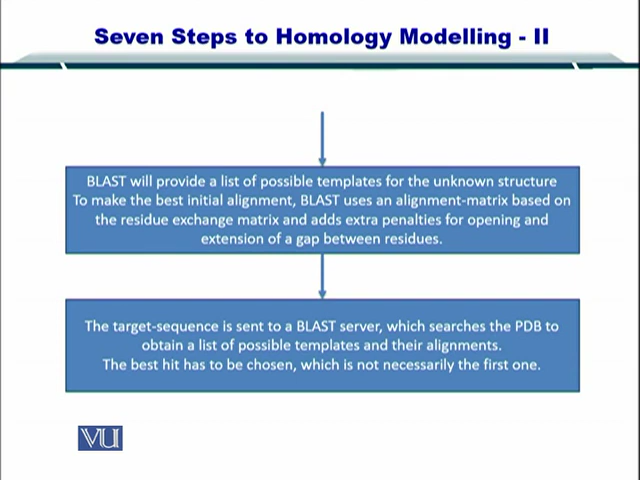 Seven Steps to Homology Modelling - II
BLAST will provide a list of possible templates for the unknown structure
To make the best initial alignment, BLAST uses an alignment-matrix based on
the residue exchange matrix and adds extra penalties for opening and
extension of a gap between residues.
The target-sequence is sent to a BLAST server, which searches the PDB to
obtain a list of possible templates and their alignments.
The best hit has to be chosen, which is not necessarily the first one.
VU